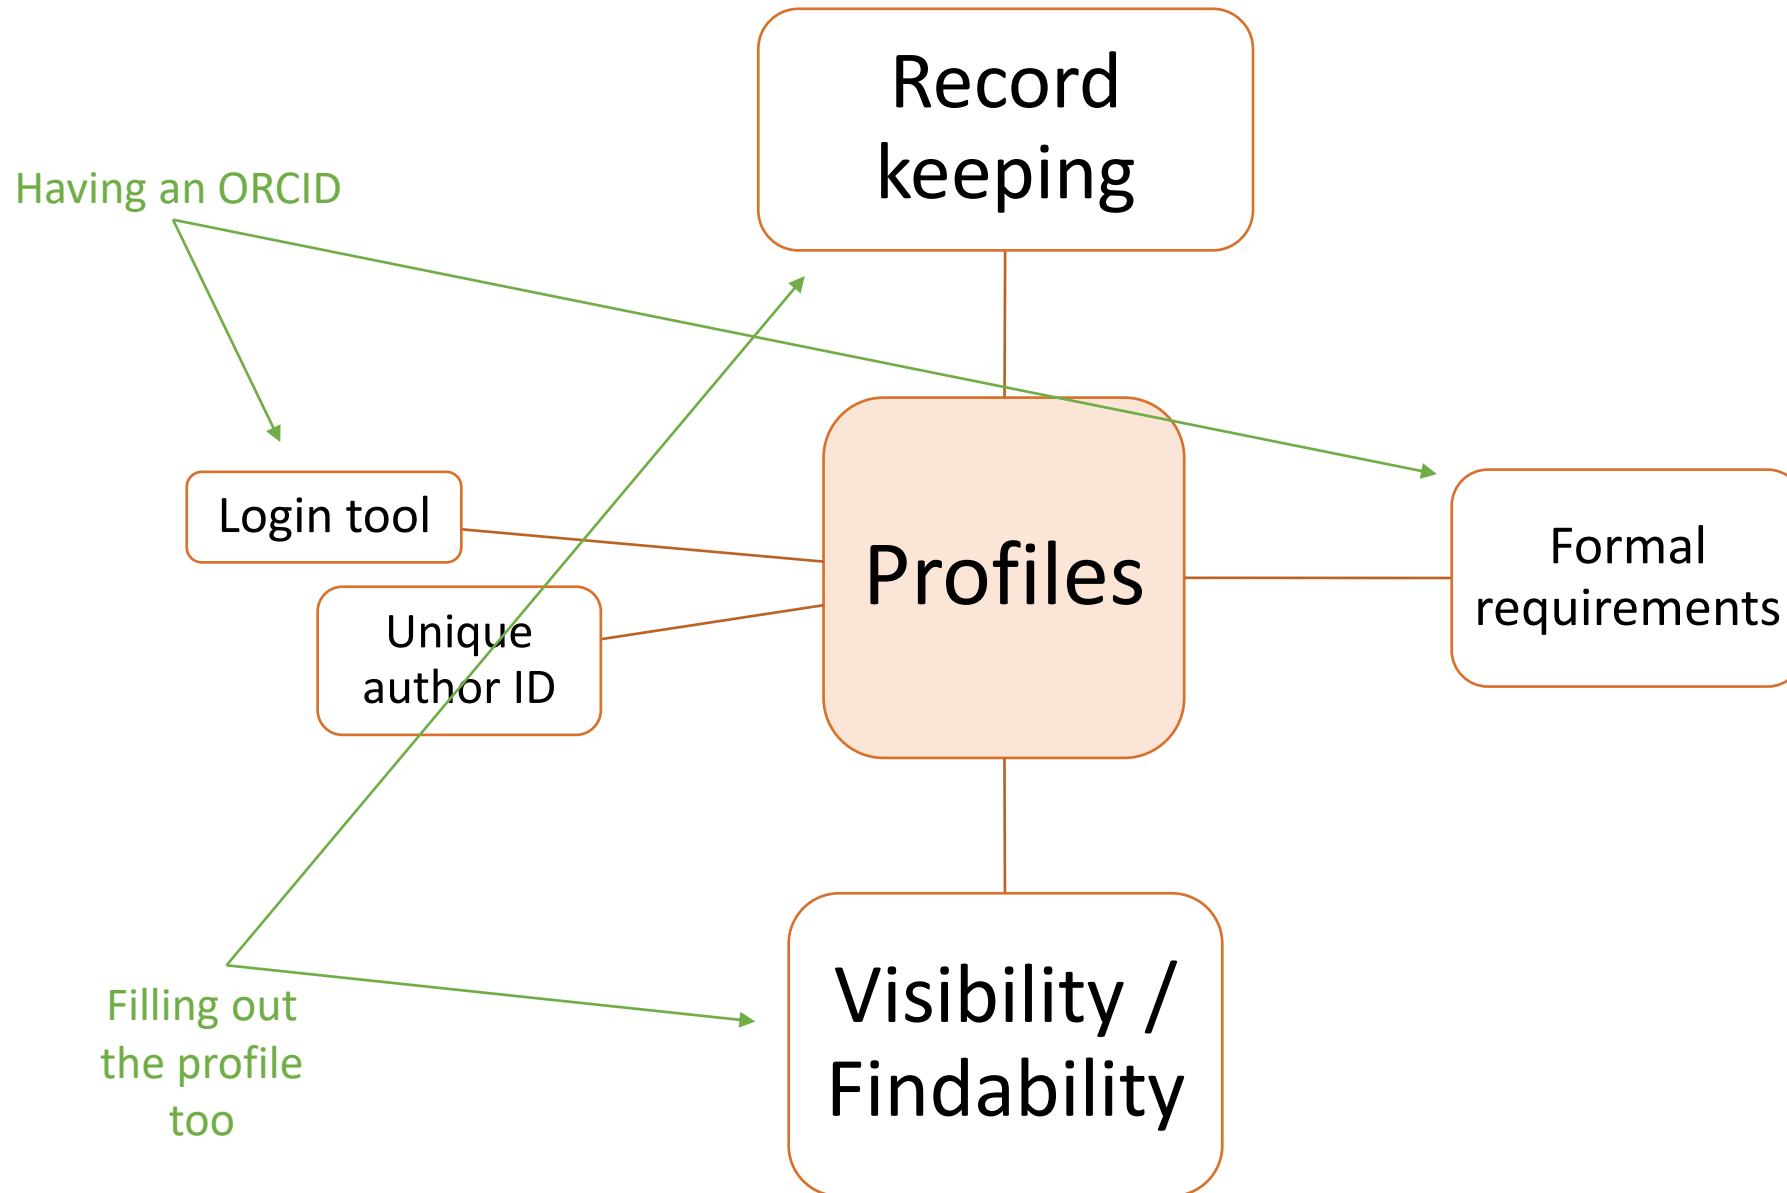 Record
keeping
Having an ORCID
Login tool
Unique
author ID
Profiles
Formal
requirements
Visibility /
Findability
Filling out
the profile
too